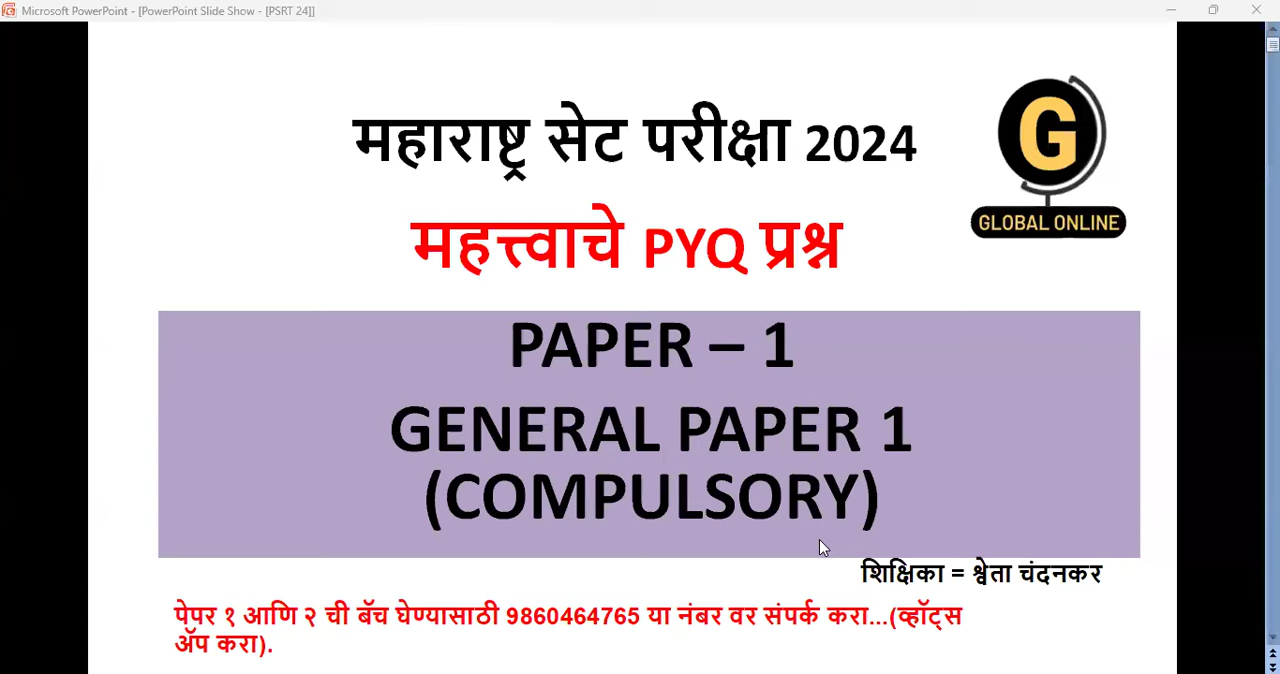 Microsoft PowerPoint - [PowerPoint Slide Show - [PSRT 24]]
महाराष्ट्र सेट परीक्षा 2024
G
GLOBAL ONLINE
महत्त्वाचे PYQ प्रश्न
PAPER – 1
GENERAL PAPER 1
(COMPULSORY)
शिक्षिका = श्वेता चंदनकर
पेपर १ आणि २ ची बॅच घेण्यासाठी 9860464765 या नंबर वर संपर्क करा...(व्हॉट्स
ॲप करा).